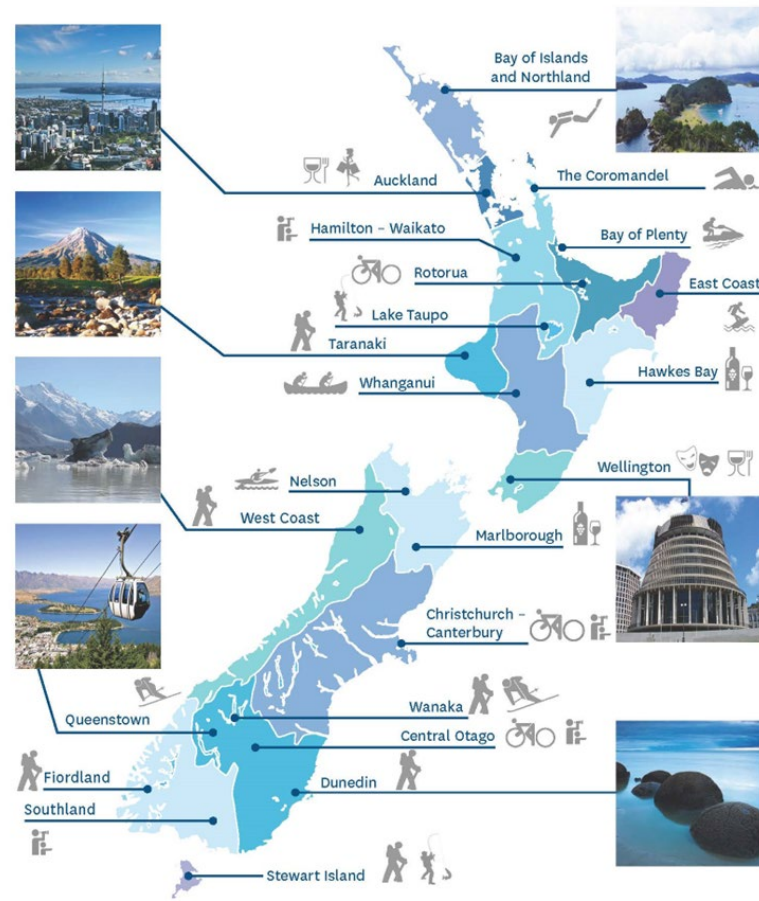 Bay of Islands
and Northland
The Coromandel
Auckland
Hamilton – Waikato
Bay of Plenty
Rotorua
East Coast
Lake Taupo
Taranaki
Hawkes Bay
Whanganui
Wellington
Nelson
West Coast
Marlborough
Christchurch –
Canterbury
Wanaka
Queenstown
Central Otago
Fiordland
Dunedin
Southland
Stewart Island